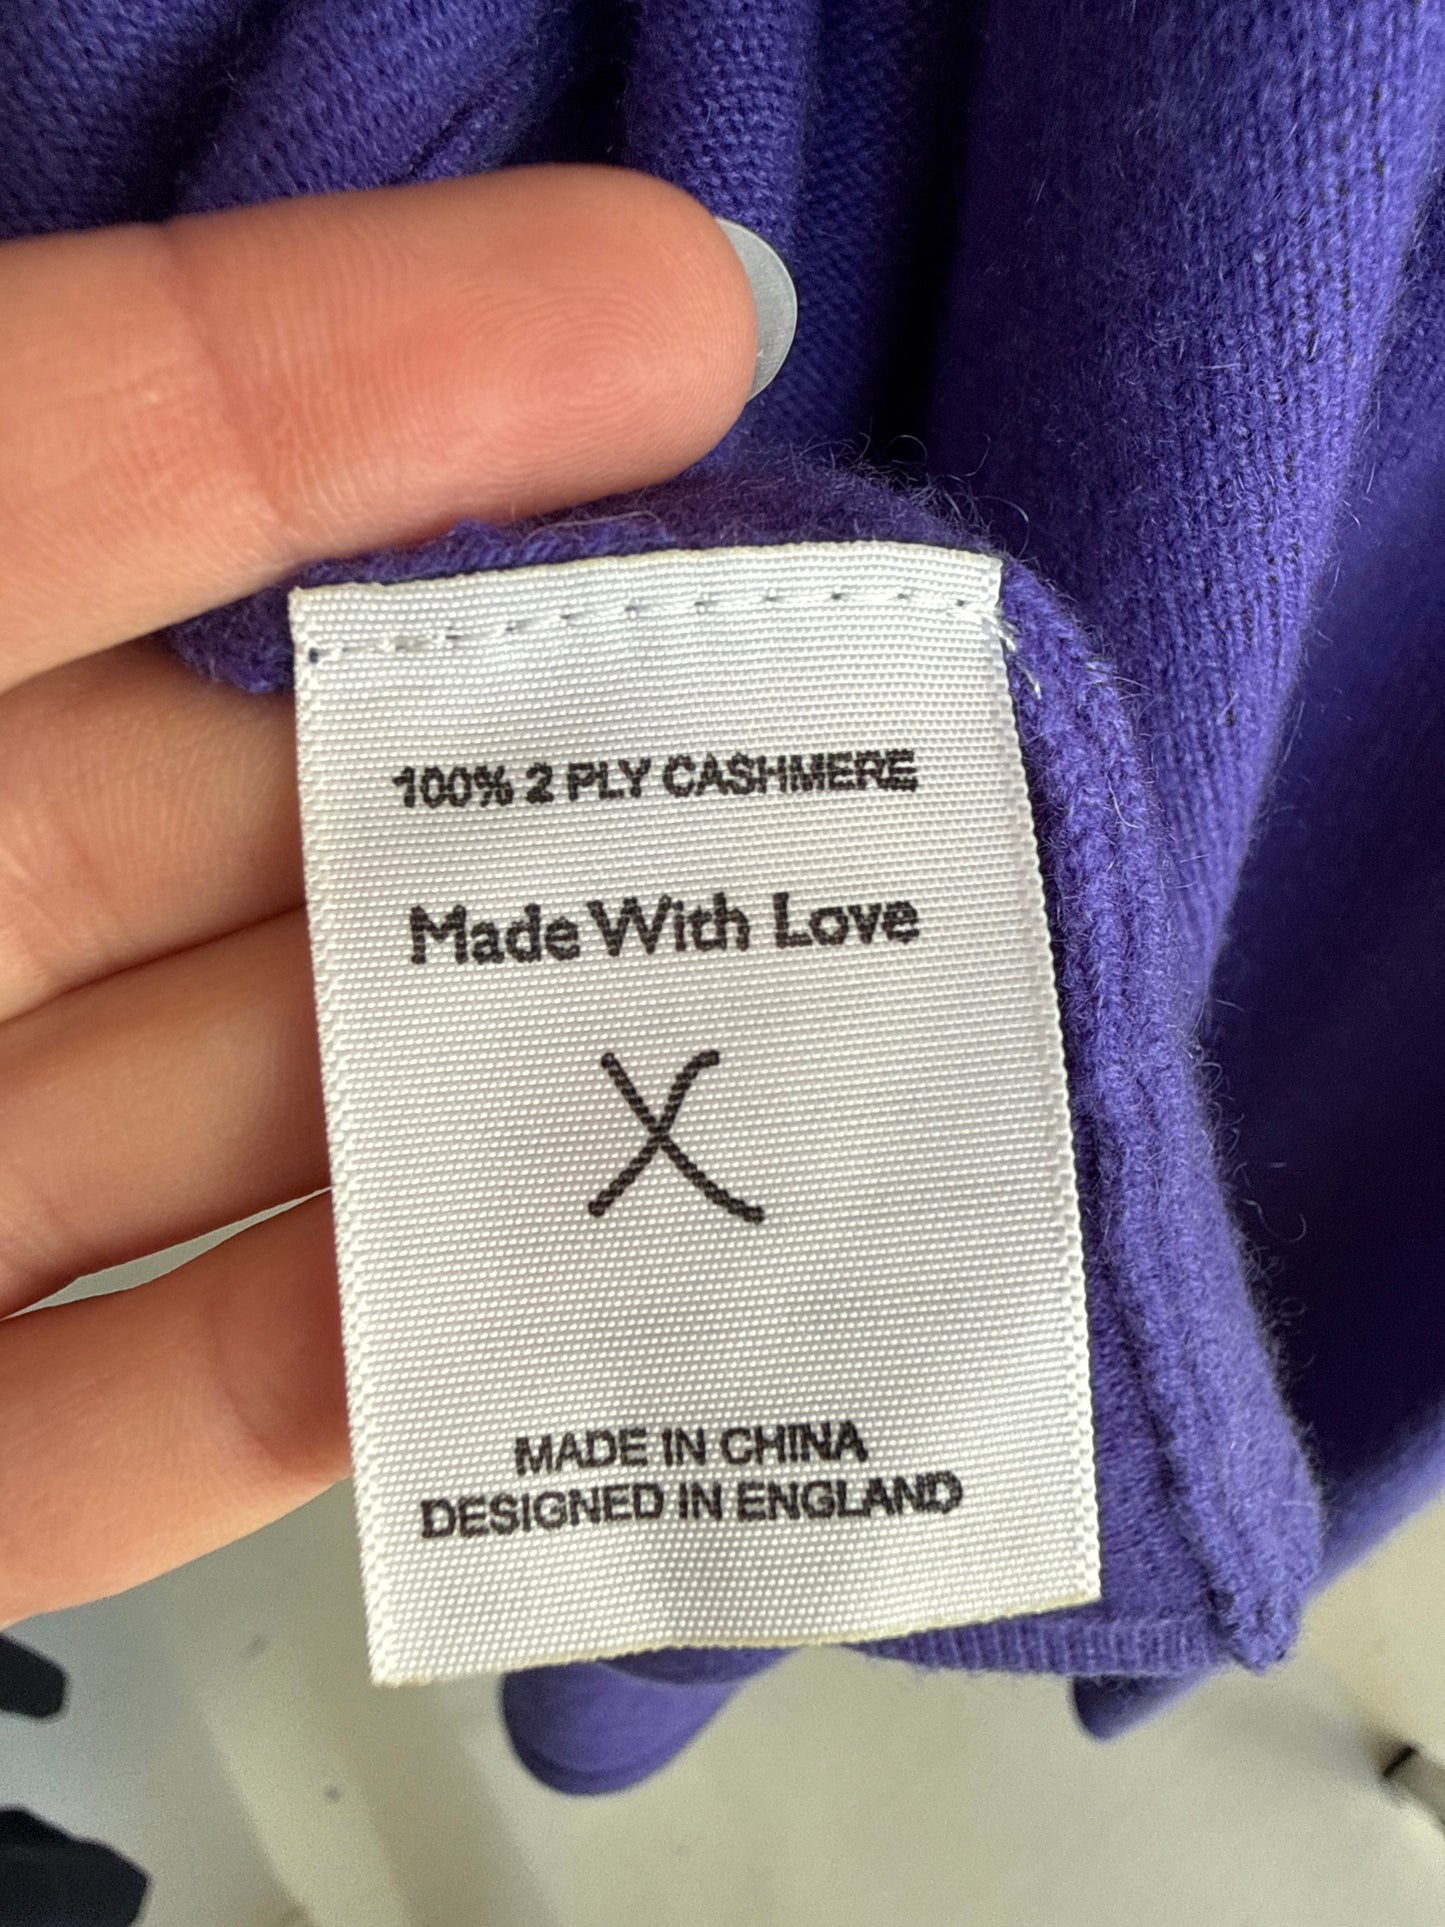 100% 2 PLY CASHMERE
Made With Love
X
MADE IN CHINA
DESIGNED IN ENGLAND